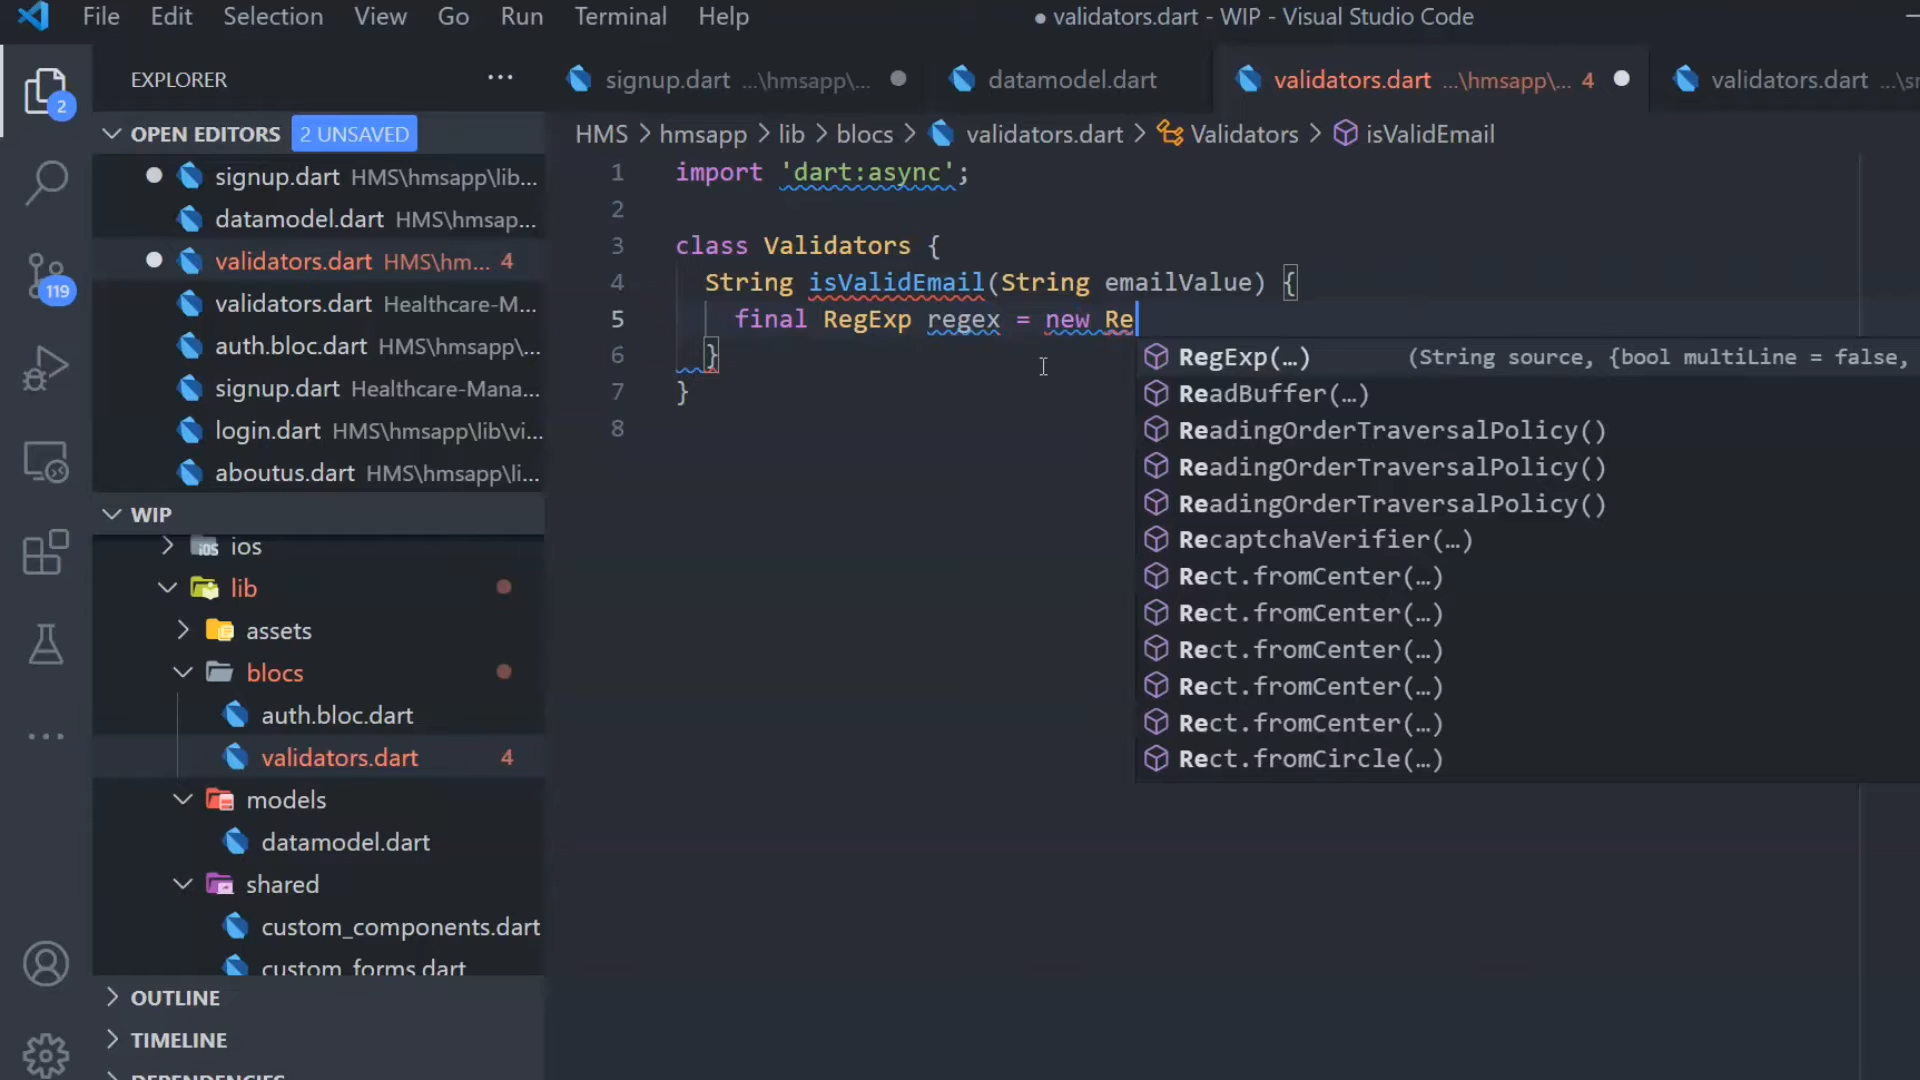 File Edit Selection View Go Run Terminal Help
● validators.dart - WIP - Visual Studio Code
EXPLORER ...
signup.dart ...\hmsapp\...
datamodel.dart
validators.dart ...\hmsapp\... 4
validators.dart ...\sr
2
OPEN EDITORS 2 UNSAVED
HMS > hmsapp > lib > blocs > validators.dart > Validators > isValidEmail
signup.dart HMS\hmsapp\lib...
datamodel.dart HMS\hmsap...
validators.dart HMS\hm... 4
validators.dart Healthcare-M...
auth.bloc.dart HMS\hmsapp\...
signup.dart Healthcare-Mana...
login.dart HMS\hmsapp\lib\vi...
aboutus.dart HMS\hmsapp\li...
119
WIP
ios
lib
assets
blocs
auth.bloc.dart
validators.dart 4
models
datamodel.dart
shared
custom_components.dart
custom_forms.dart
OUTLINE
TIMELINE
DEPENDENCIES
1 import 'dart:async';
2
3 class Validators {
4 String isValidEmail(String emailValue) {
5 final RegExp regex = new Re
6 }
7 }
8
RegExp(…) (String source, {bool multiLine = false,
ReadBuffer(…)
ReadingOrderTraversalPolicy()
ReadingOrderTraversalPolicy()
ReadingOrderTraversalPolicy()
RecaptchaVerifier(…)
Rect.fromCenter(…)
Rect.fromCenter(…)
Rect.fromCenter(…)
Rect.fromCenter(…)
Rect.fromCenter(…)
Rect.fromCircle(…)